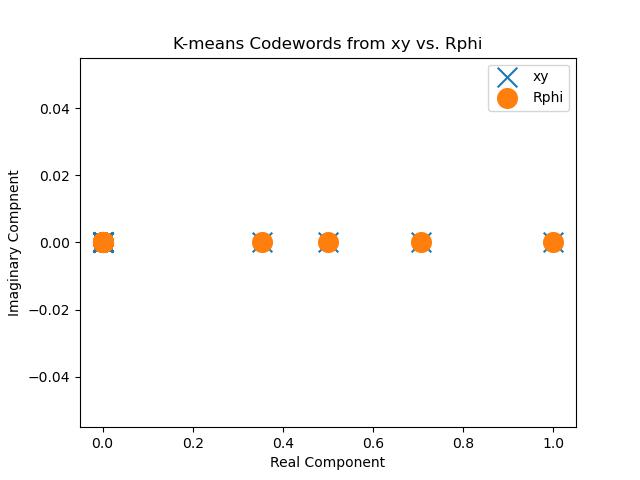 K-means Codewords from xy vs. Rphi
xy
Rphi
0.04
0.02
0.00
−0.02
−0.04
Imaginary Compnent
0.0 0.2 0.4 0.6 0.8 1.0
Real Component